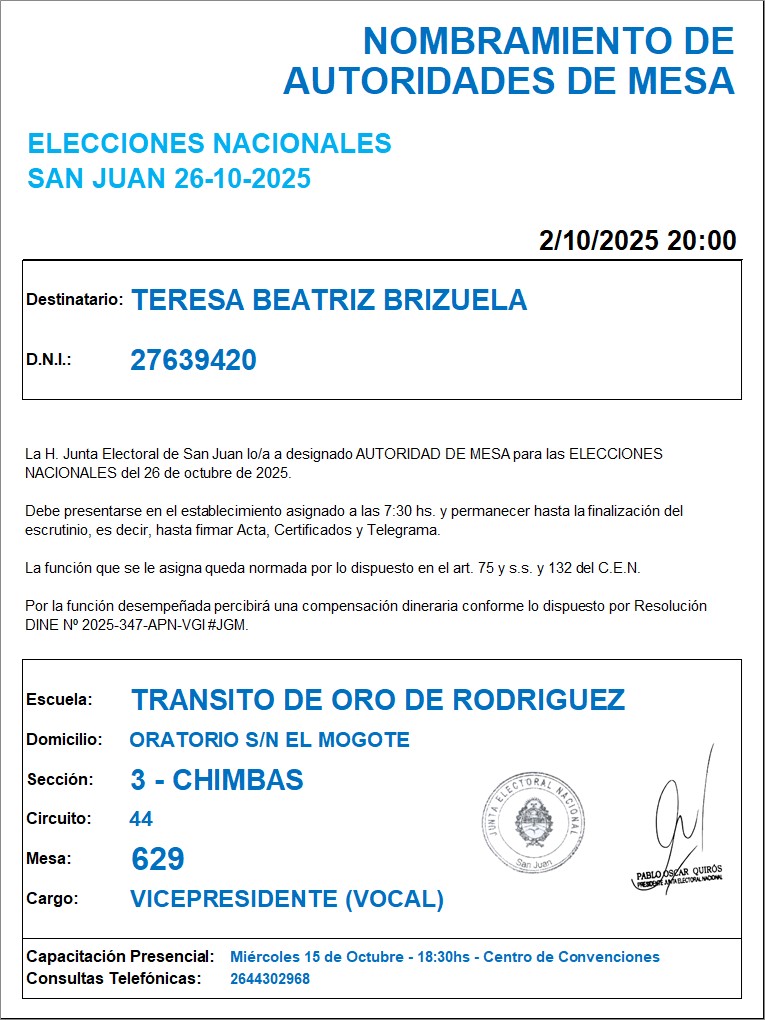 NOMBRAMIENTO DE
AUTORIDADES DE MESA
ELECCIONES NACIONALES
SAN JUAN 26-10-2025
2/10/2025 20:00
Destinatario: TERESA BEATRIZ BRIZUELA
D.N.I.: 27639420
La H. Junta Electoral de San Juan lo/a a designado AUTORIDAD DE MESA para las ELECCIONES
NACIONALES del 26 de octubre de 2025.
Debe presentarse en el establecimiento asignado a las 7:30 hs. y permanecer hasta la finalización del
escrutinio, es decir, hasta firmar Acta, Certificados y Telegrama.
La función que se le asigna queda normada por lo dispuesto en el art. 75 y s.s. y 132 del C.E.N.
Por la función desempeñada percibirá una compensación dineraria conforme lo dispuesto por Resolución
DINE Nº 2025-347-APN-VGI#JGM.
Escuela: TRANSITO DE ORO DE RODRIGUEZ
Domicilio: ORATORIO S/N EL MOGOTE
Sección: 3 - CHIMBAS
Circuito: 44
Mesa: 629
Cargo: VICEPRESIDENTE (VOCAL)
JUNTA ELECTORAL NACIONAL
San Juan
PABLO OSCAR QUIRÓS
PRESIDENTE JUNTA ELECTORAL NACIONAL
Capacitación Presencial: Miércoles 15 de Octubre - 18:30hs - Centro de Convenciones
Consultas Telefónicas: 2644302968